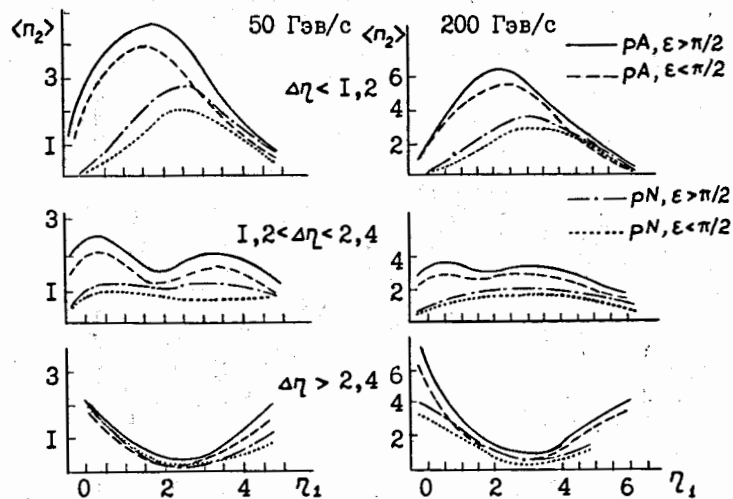 ⟨n₂⟩ 50 Гэв/с ⟨n₂⟩ 200 Гэв/с
pA, ε>π/2
pA, ε<π/2
3
I
Δη < I,2
6
4
2
pN, ε>π/2
pN, ε<π/2
3
I
I,2<Δη<2,4
4
2
3
I
Δη > 2,4
6
4
2
0 2 4 η₁ 0 2 4 6 η₁